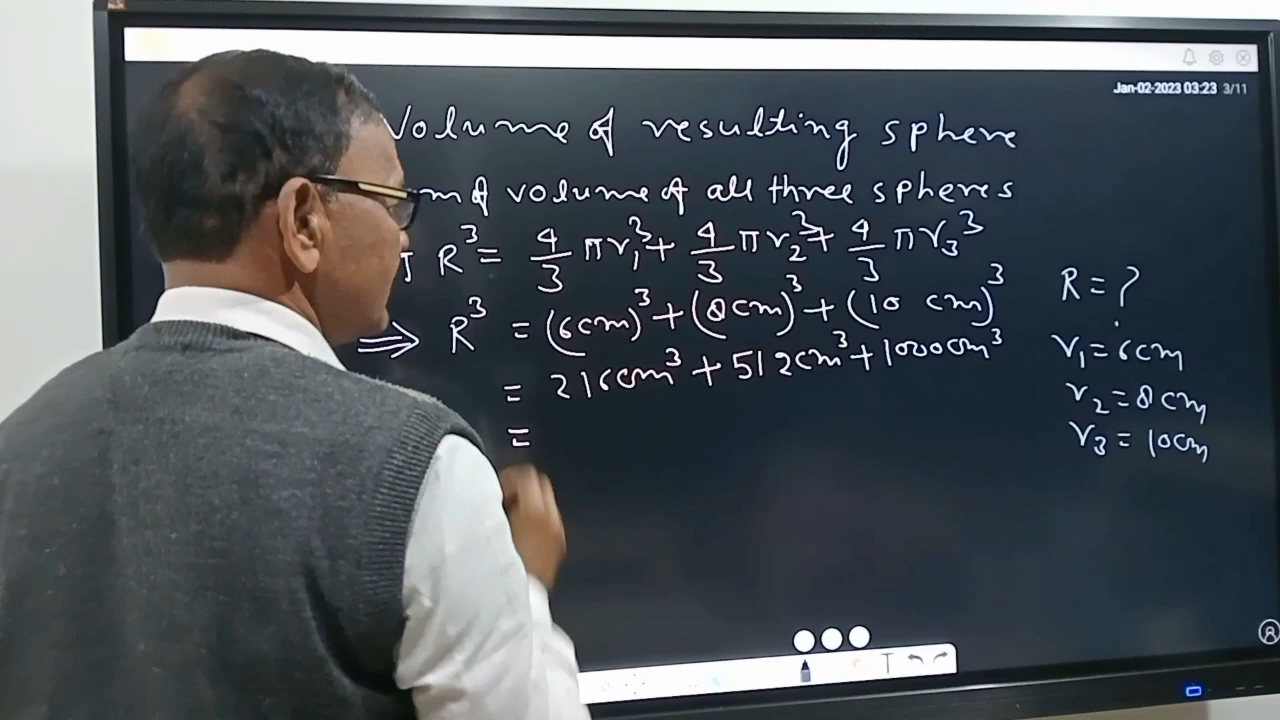 Jan-02-2023 03:23 3/11
Volume of resulting sphere
of volume of all three spheres
R³ = 4/3 πr₁³ + 4/3 πr₂³ + 4/3 πr₃³
⇒ R³ = (6cm)³ + (8cm)³ + (10 cm)³
= 216cm³ + 512cm³ + 1000cm³
=
R = ?
r₁ = 6cm
r₂ = 8cm
r₃ = 10cm
T